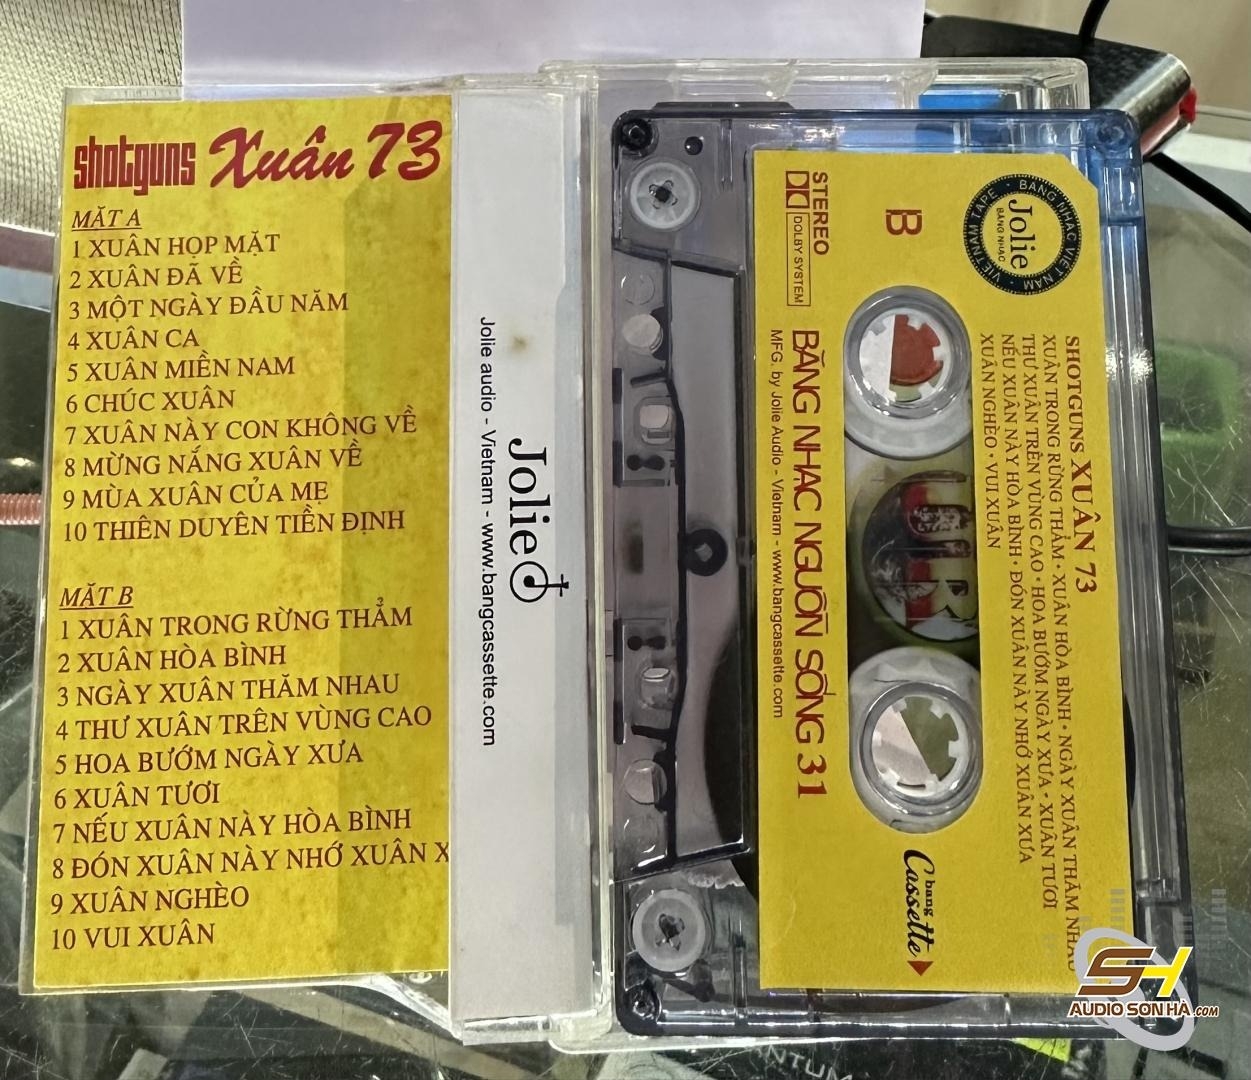 shotguns Xuân 73
MẶT A
1 XUÂN HỌP MẶT
2 XUÂN ĐÃ VỀ
3 MỘT NGÀY ĐẦU NĂM
4 XUÂN CA
5 XUÂN MIỀN NAM
6 CHÚC XUÂN
7 XUÂN NÀY CON KHÔNG VỀ
8 MỪNG NẮNG XUÂN VỀ
9 MÙA XUÂN CỦA MẸ
10 THIÊN DUYÊN TIỀN ĐỊNH
MẶT B
1 XUÂN TRONG RỪNG THẲM
2 XUÂN HÒA BÌNH
3 NGÀY XUÂN THĂM NHAU
4 THƯ XUÂN TRÊN VÙNG CAO
5 HOA BƯỚM NGÀY XƯA
6 XUÂN TƯƠI
7 NẾU XUÂN NÀY HÒA BÌNH
8 ĐÓN XUÂN NÀY NHỚ XUÂN X
9 XUÂN NGHÈO
10 VUI XUÂN
Jolie
Jolie audio - Vietnam - www.bangcassette.com
BĂNG NHẠC VIỆT NAM · VIETNAM TAPE ·
Jolie
BĂNG NHẠC
B
STEREO
DOLBY SYSTEM
SHOTGUNS XUÂN 73
XUÂN TRONG RỪNG THẲM · XUÂN HÒA BÌNH · NGÀY XUÂN THĂM NHAU
THƯ XUÂN TRÊN VÙNG CAO · HOA BƯỚM NGÀY XƯA · XUÂN TƯƠI
NẾU XUÂN NÀY HÒA BÌNH · ĐÓN XUÂN NÀY NHỚ XUÂN XƯA
XUÂN NGHÈO · VUI XUÂN
BĂNG NHẠC NGUỒN SỐNG 31
MFG. by Jolie Audio - Vietnam - www.bangcassette.com
bang
Cassette
SH
AUDIO SƠN HÀ.COM